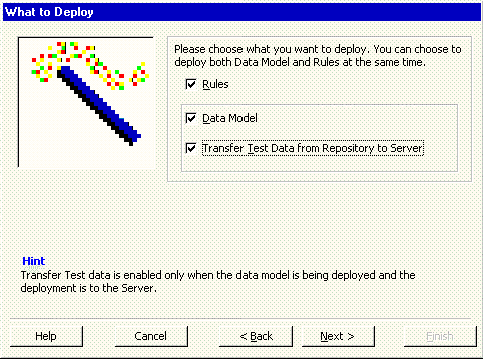 What to Deploy
Please choose what you want to deploy. You can choose to
deploy both Data Model and Rules at the same time.
Rules
Data Model
Transfer Test Data from Repository to Server
Hint
Transfer Test data is enabled only when the data model is being deployed and the
deployment is to the Server.
Help Cancel < Back Next > Finish